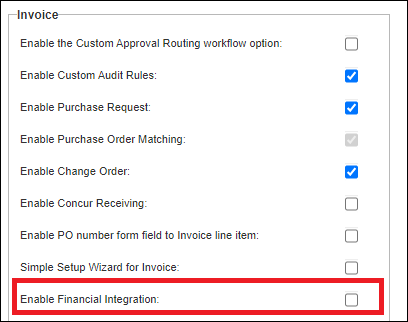 Invoice
Enable the Custom Approval Routing workflow option:
Enable Custom Audit Rules:
Enable Purchase Request:
Enable Purchase Order Matching:
Enable Change Order:
Enable Concur Receiving:
Enable PO number form field to Invoice line item:
Simple Setup Wizard for Invoice:
Enable Financial Integration: